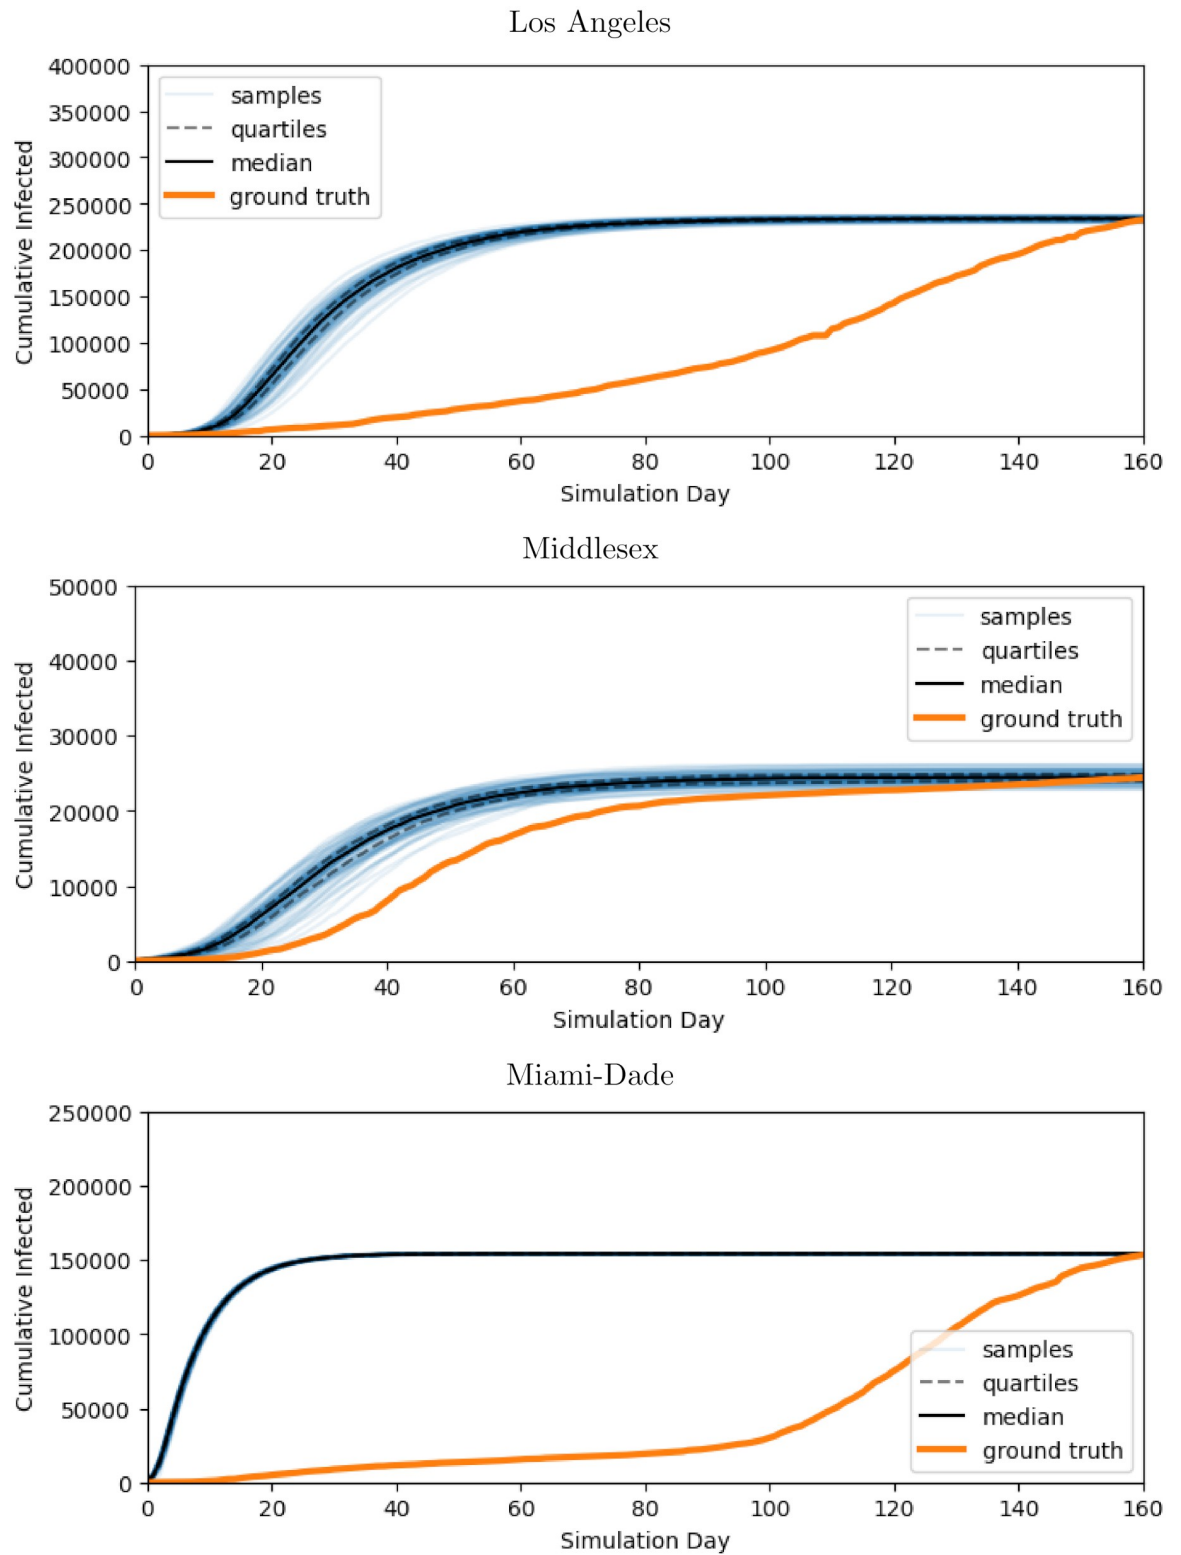 Los Angeles
400000
350000
300000
250000
200000
150000
100000
50000
0
Cumulative Infected
samples
quartiles
median
ground truth
0 20 40 60 80 100 120 140 160
Simulation Day
Middlesex
50000
40000
30000
20000
10000
0
Cumulative Infected
samples
quartiles
median
ground truth
0 20 40 60 80 100 120 140 160
Simulation Day
Miami-Dade
250000
200000
150000
100000
50000
0
Cumulative Infected
samples
quartiles
median
ground truth
0 20 40 60 80 100 120 140 160
Simulation Day